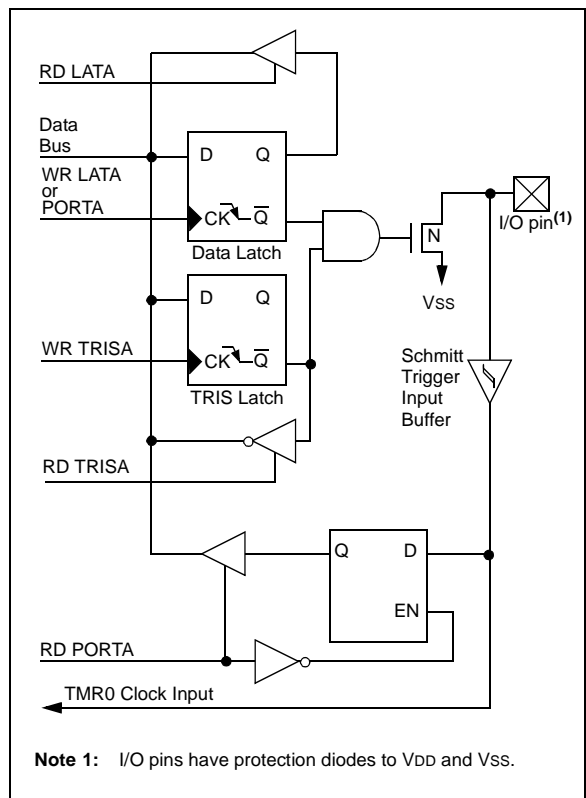 RD LATA
Data
Bus
WR LATA
or
PORTA
D Q
CK Q̅
Data Latch
N
I/O pin(1)
VSS
D Q
CK Q̅
TRIS Latch
WR TRISA
Schmitt
Trigger
Input
Buffer
RD TRISA
Q D
EN
RD PORTA
TMR0 Clock Input
Note 1: I/O pins have protection diodes to VDD and VSS.